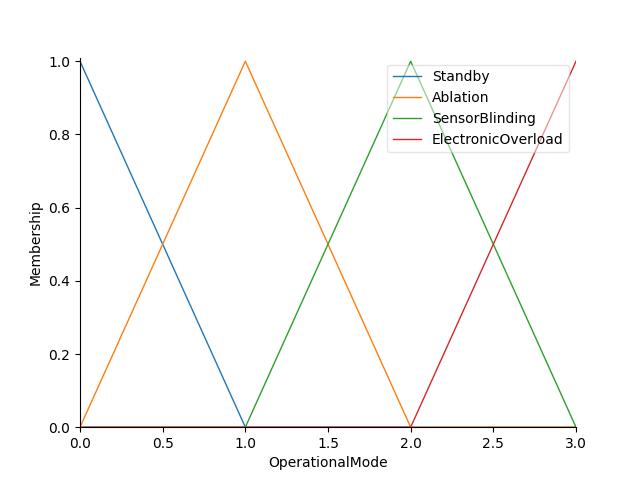 1.0
0.8
0.6
0.4
0.2
0.0
Membership
Standby
Ablation
SensorBlinding
ElectronicOverload
0.0 0.5 1.0 1.5 2.0 2.5 3.0
OperationalMode